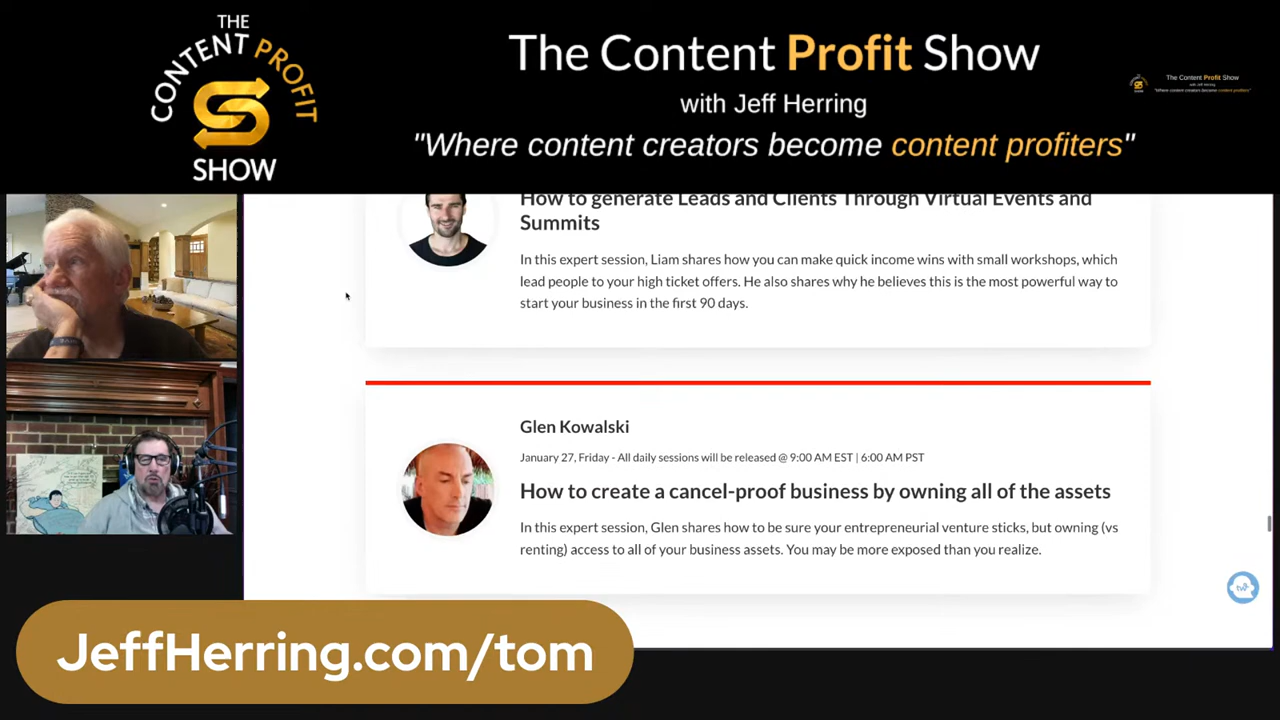 THE
CONTENT PROFIT
SHOW
The Content Profit Show
with Jeff Herring
"Where content creators become content profiters"
The Content Profit Show
How to generate Leads and Clients Through Virtual Events and
Summits
In this expert session, Liam shares how you can make quick income wins with small workshops, which
lead people to your high ticket offers. He also shares why he believes this is the most powerful way to
start your business in the first 90 days.
Glen Kowalski
January 27, Friday - All daily sessions will be released @ 9:00 AM EST | 6:00 AM PST
How to create a cancel-proof business by owning all of the assets
In this expert session, Glen shares how to be sure your entrepreneurial venture sticks, but owning (vs
renting) access to all of your business assets. You may be more exposed than you realize.
tw
JeffHerring.com/tom